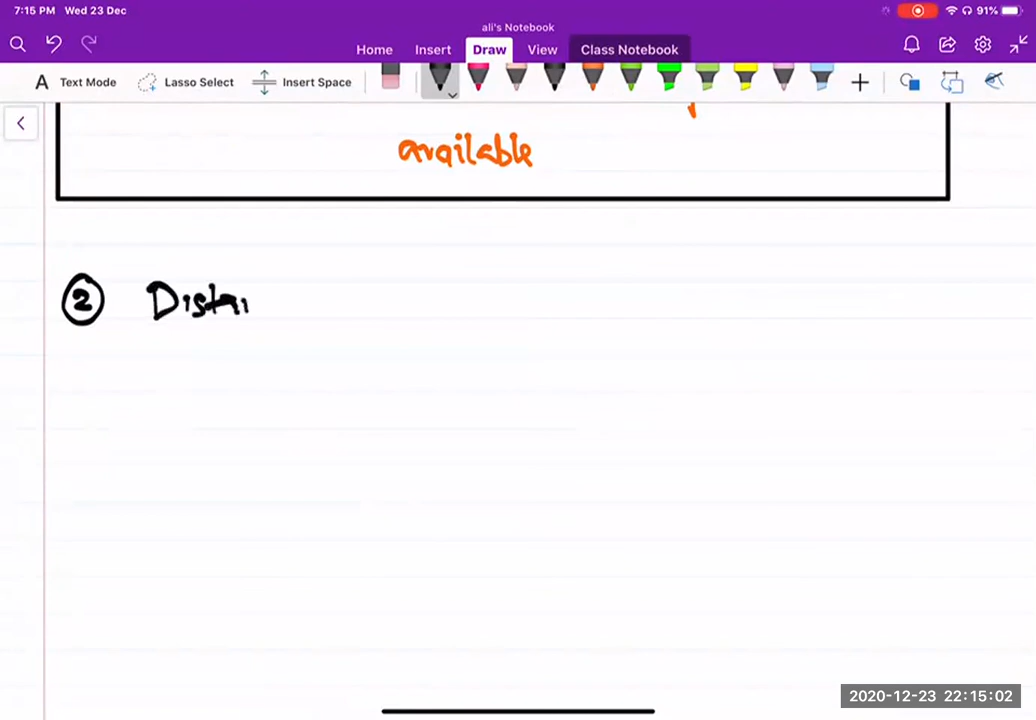 7:15 PM Wed 23 Dec
91%
ali's Notebook
Home Insert Draw View Class Notebook
A Text Mode Lasso Select Insert Space
available
2 Distai
2020-12-23 22:15:02